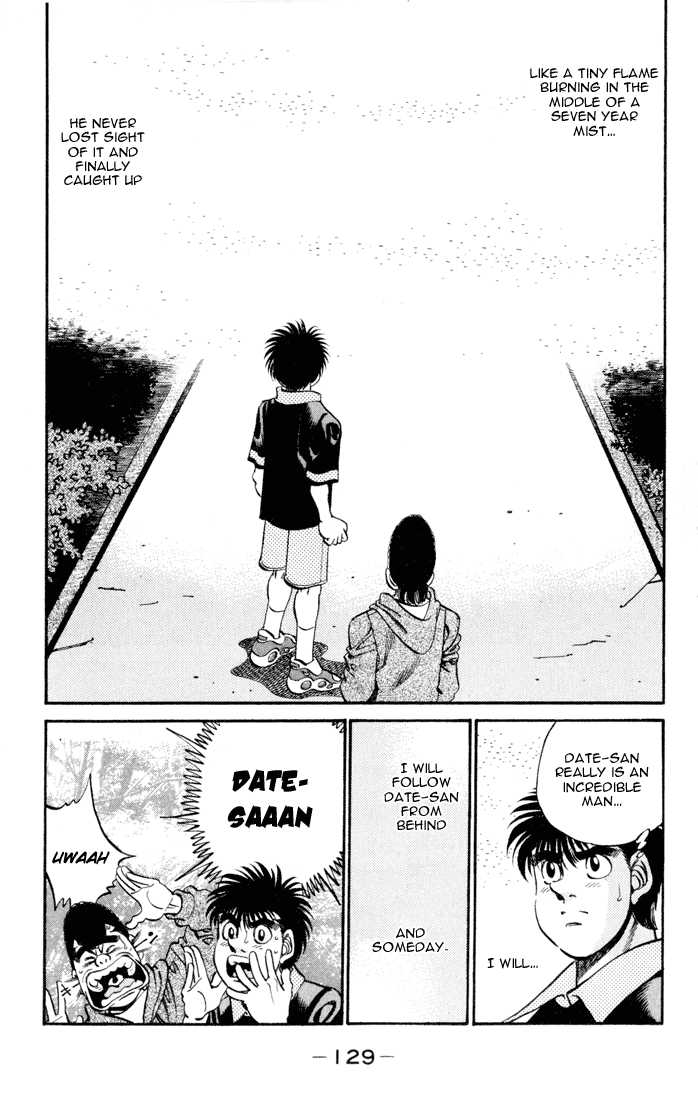 LIKE A TINY FLAME
BURNING IN THE
MIDDLE OF A
SEVEN YEAR
MIST...
HE NEVER
LOST SIGHT
OF IT AND
FINALLY
CAUGHT UP
DATE-SAN
REALLY IS AN
INCREDIBLE
MAN...
I WILL...
I WILL
FOLLOW
DATE-SAN
FROM
BEHIND
AND
SOMEDAY.
DATE-
SAAAN
UWAAH
-129-